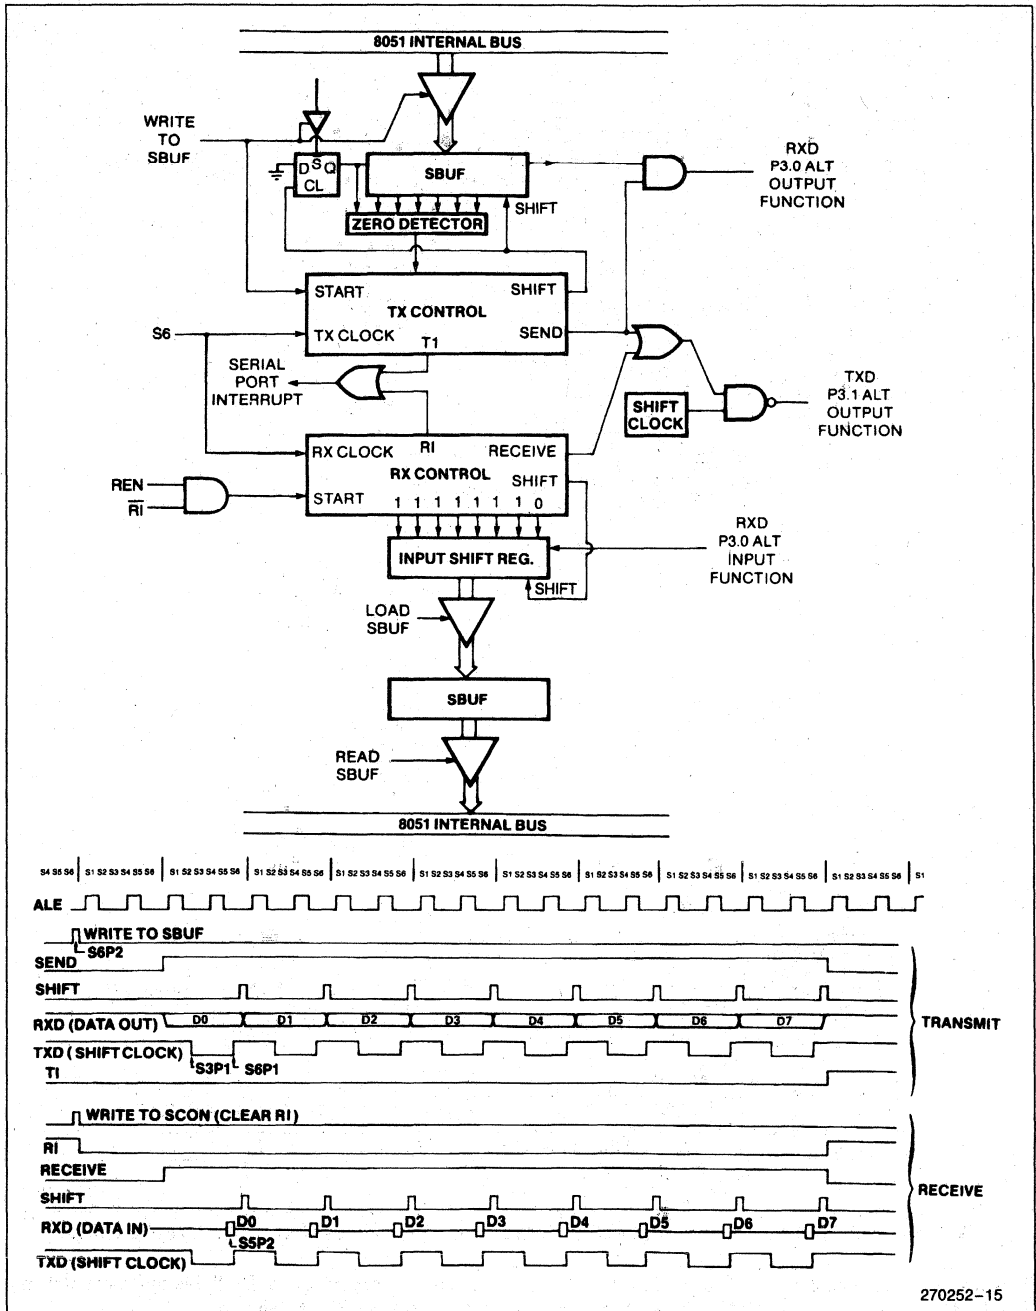 8051 INTERNAL BUS
WRITE
TO
SBUF
D S Q
CL
SBUF
SHIFT
ZERO DETECTOR
RXD
P3.0 ALT
OUTPUT
FUNCTION
START
SHIFT
TX CONTROL
S6
TX CLOCK
SEND
T1
SERIAL
PORT
INTERRUPT
SHIFT
CLOCK
TXD
P3.1 ALT
OUTPUT
FUNCTION
RX CLOCK
RI
RECEIVE
RX CONTROL
SHIFT
REN
RI
START
1 1 1 1 1 1 1 0
RXD
P3.0 ALT
INPUT
FUNCTION
INPUT SHIFT REG.
SHIFT
LOAD
SBUF
SBUF
READ
SBUF
8051 INTERNAL BUS
S4 S5 S6 S1 S2 S3 S4 S5 S6 S1 S2 S3 S4 S5 S6 S1 S2 S3 S4 S5 S6 S1 S2 S3 S4 S5 S6 S1 S2 S3 S4 S5 S6 S1 S2 S3 S4 S5 S6 S1 S2 S3 S4 S5 S6 S1 S2 S3 S4 S5 S6 S1 S2 S3 S4 S5 S6 S1 S2 S3 S4 S5 S6 S1
ALE
WRITE TO SBUF
S6P2
SEND
SHIFT
RXD (DATA OUT) D0 D1 D2 D3 D4 D5 D6 D7
TRANSMIT
TXD (SHIFT CLOCK)
S3P1 S6P1
TI
WRITE TO SCON (CLEAR RI)
RI
RECEIVE
RECEIVE
SHIFT
RXD (DATA IN) D0 D1 D2 D3 D4 D5 D6 D7
S5P2
TXD (SHIFT CLOCK)
270252–15